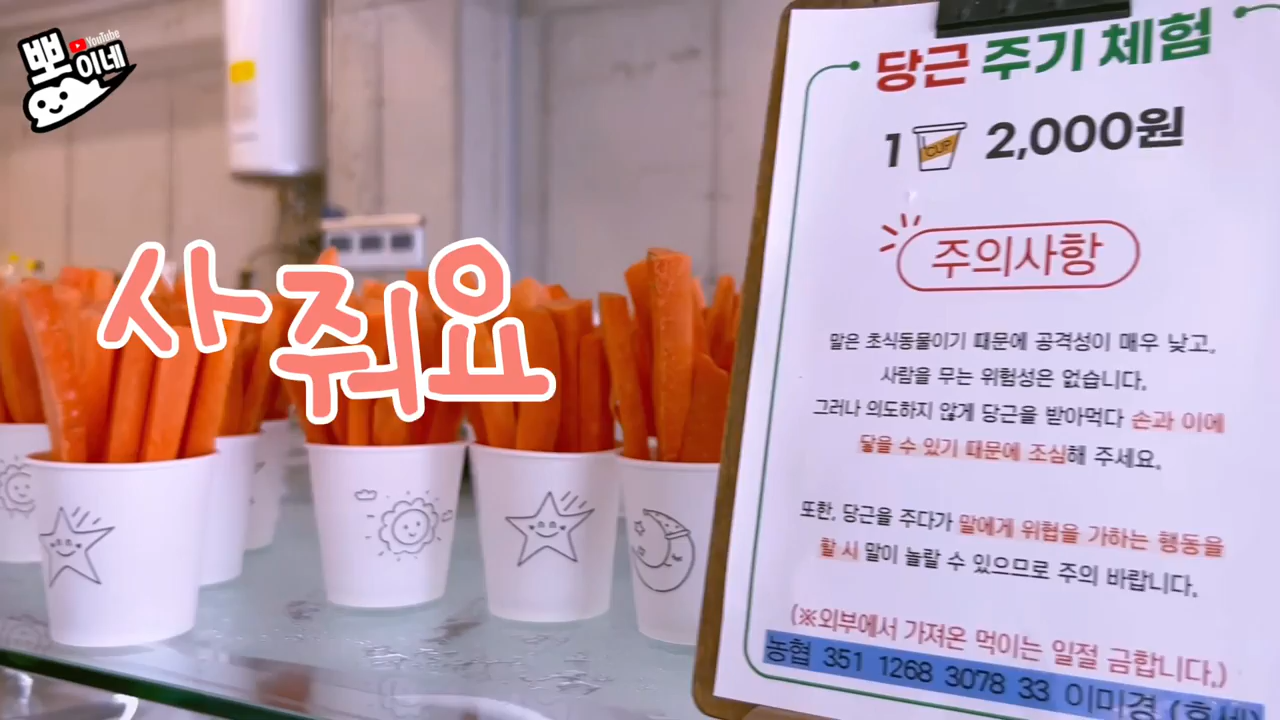 뽀이네
YouTube
사줘요
당근 주기 체험
1 CUP 2,000원
주의사항
말은 초식동물이기 때문에 공격성이 매우 낮고,
사람을 무는 위험성은 없습니다.
그러나 의도하지 않게 당근을 받아먹다 손과 이에
닿을 수 있기 때문에 조심해 주세요.
또한, 당근을 주다가 말에게 위협을 가하는 행동을
할 시 말이 놀랄 수 있으므로 주의 바랍니다.
(※외부에서 가져온 먹이는 일절 금합니다.)
농협 351 1268 3078 33 이미경